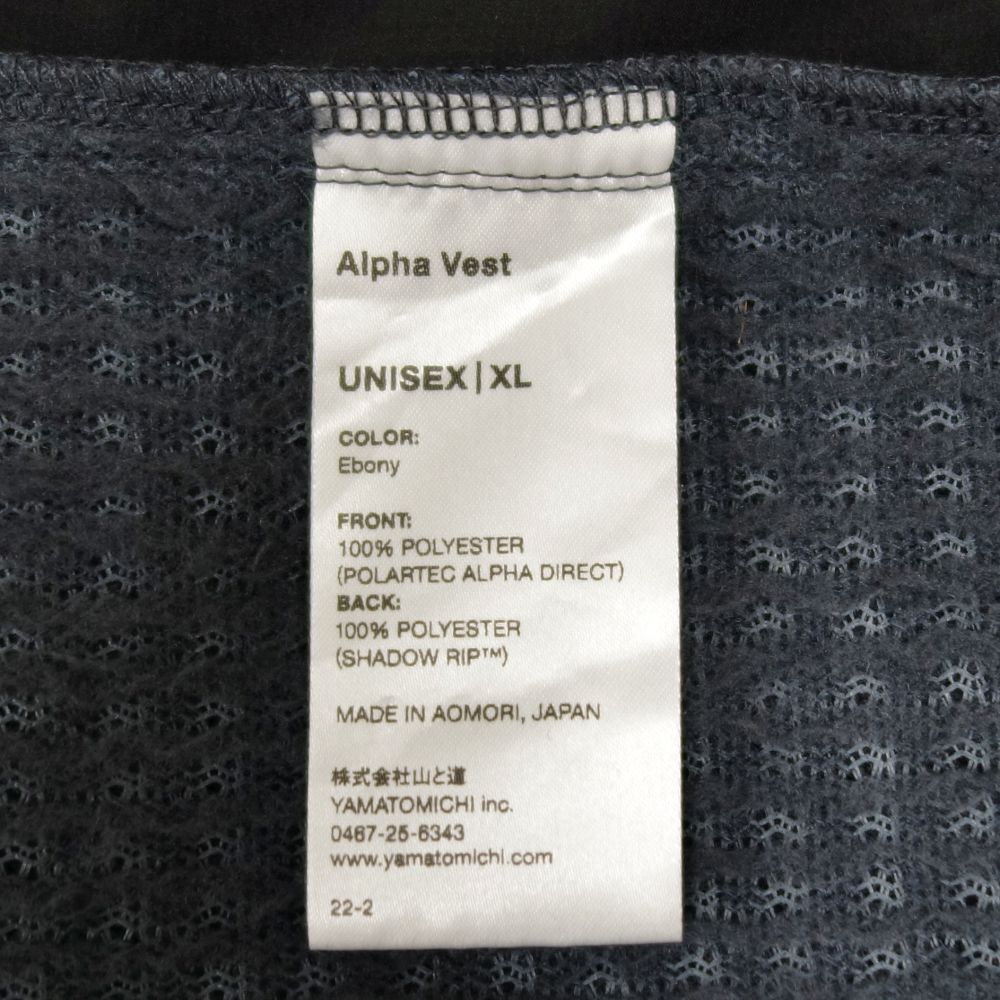 Alpha Vest
UNISEX | XL
COLOR:
Ebony
FRONT:
100% POLYESTER
(POLARTEC ALPHA DIRECT)
BACK:
100% POLYESTER
(SHADOW RIP™)
MADE IN AOMORI, JAPAN
株式会社山と道
YAMATOMICHI inc.
0467-25-6343
www.yamatomichi.com
22-2